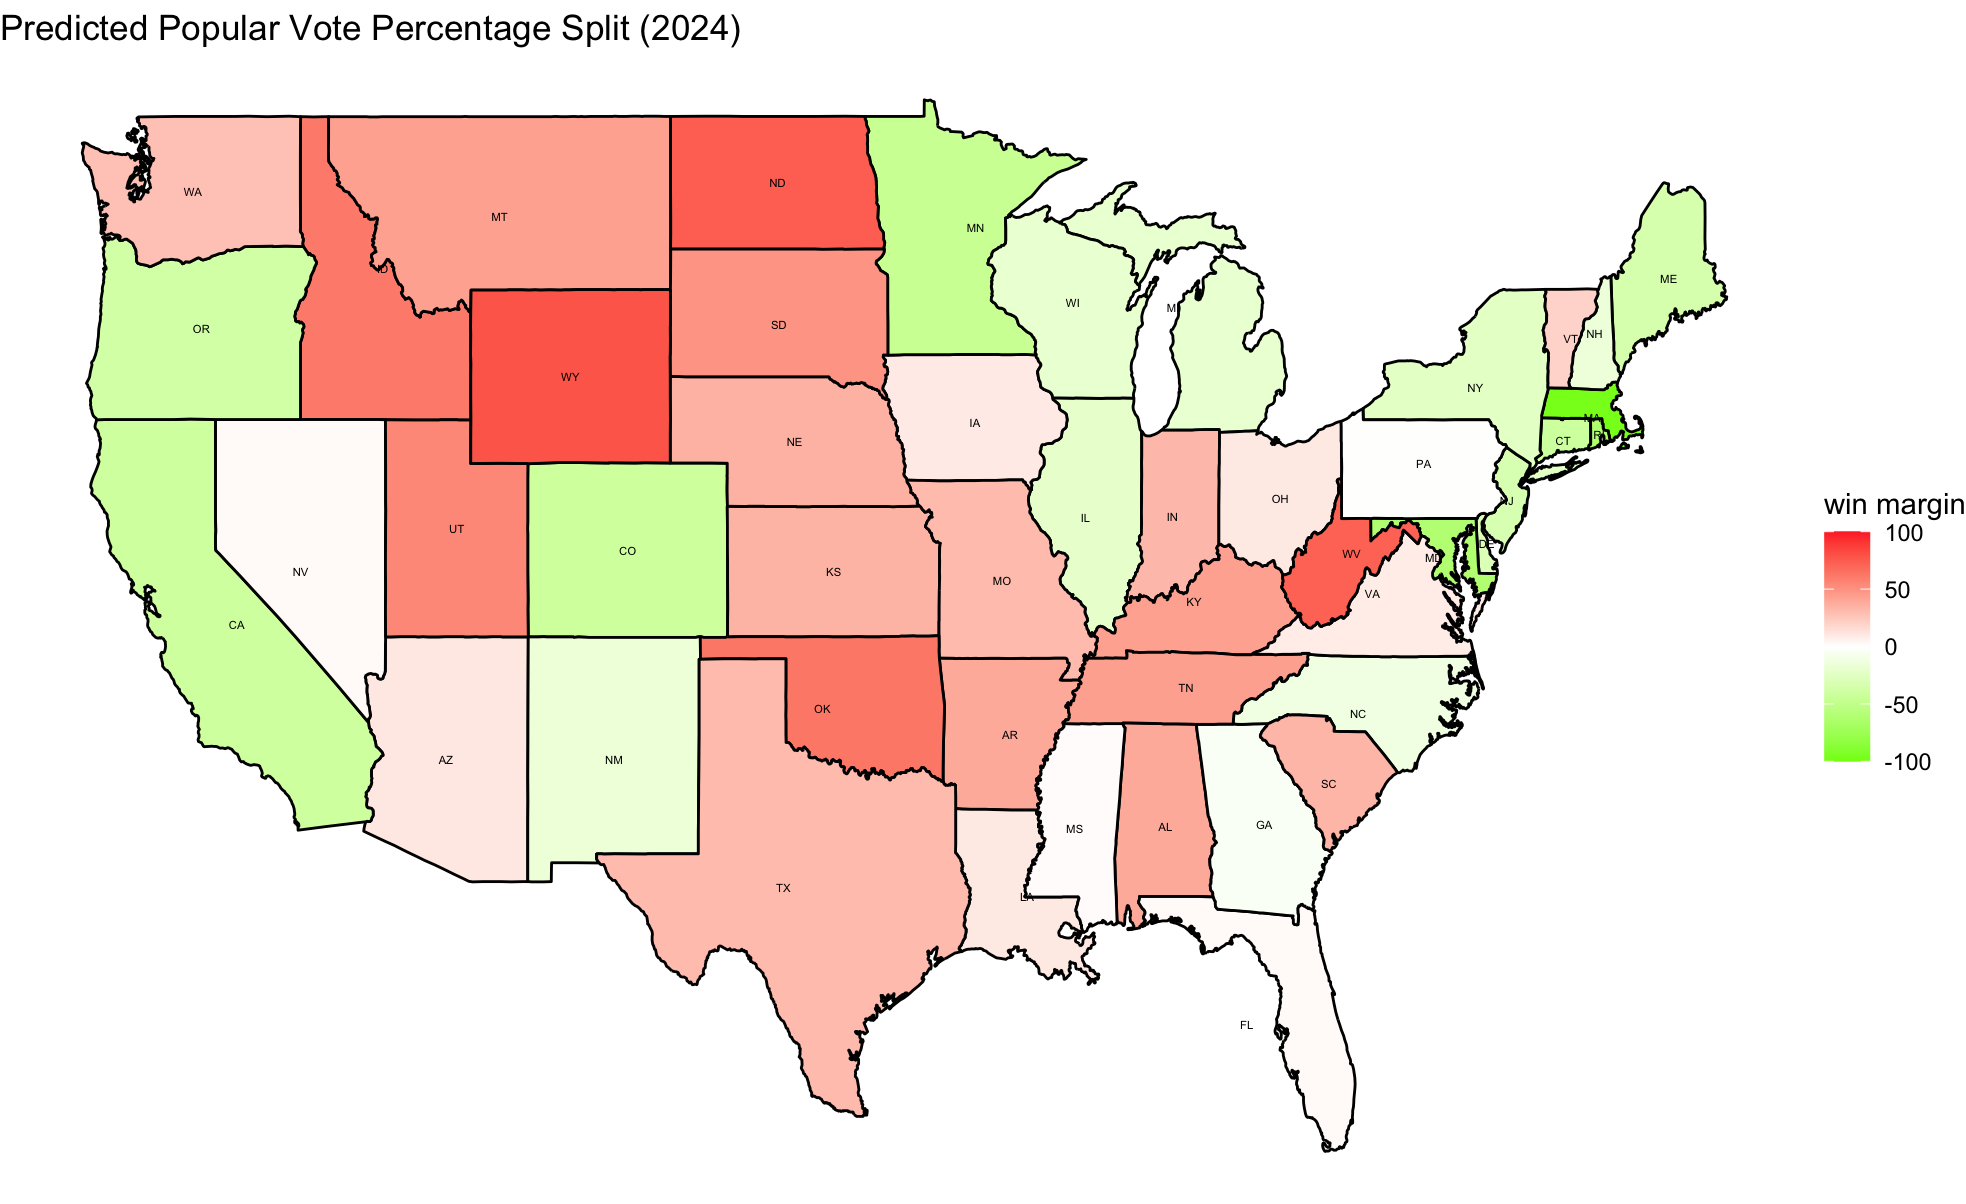 Predicted Popular Vote Percentage Split (2024)
WA
MT
ND
MN
ID
OR
SD
WI
WY
ME
VT
NH
NY
MA
CT
IA
NE
PA
OH
NJ
UT
CO
KS
IL
IN
NV
CA
MO
WV
MD
DE
VA
KY
TN
OK
AR
NC
AZ
NM
MS
AL
GA
SC
TX
LA
FL
win margin
100
50
0
-50
-100